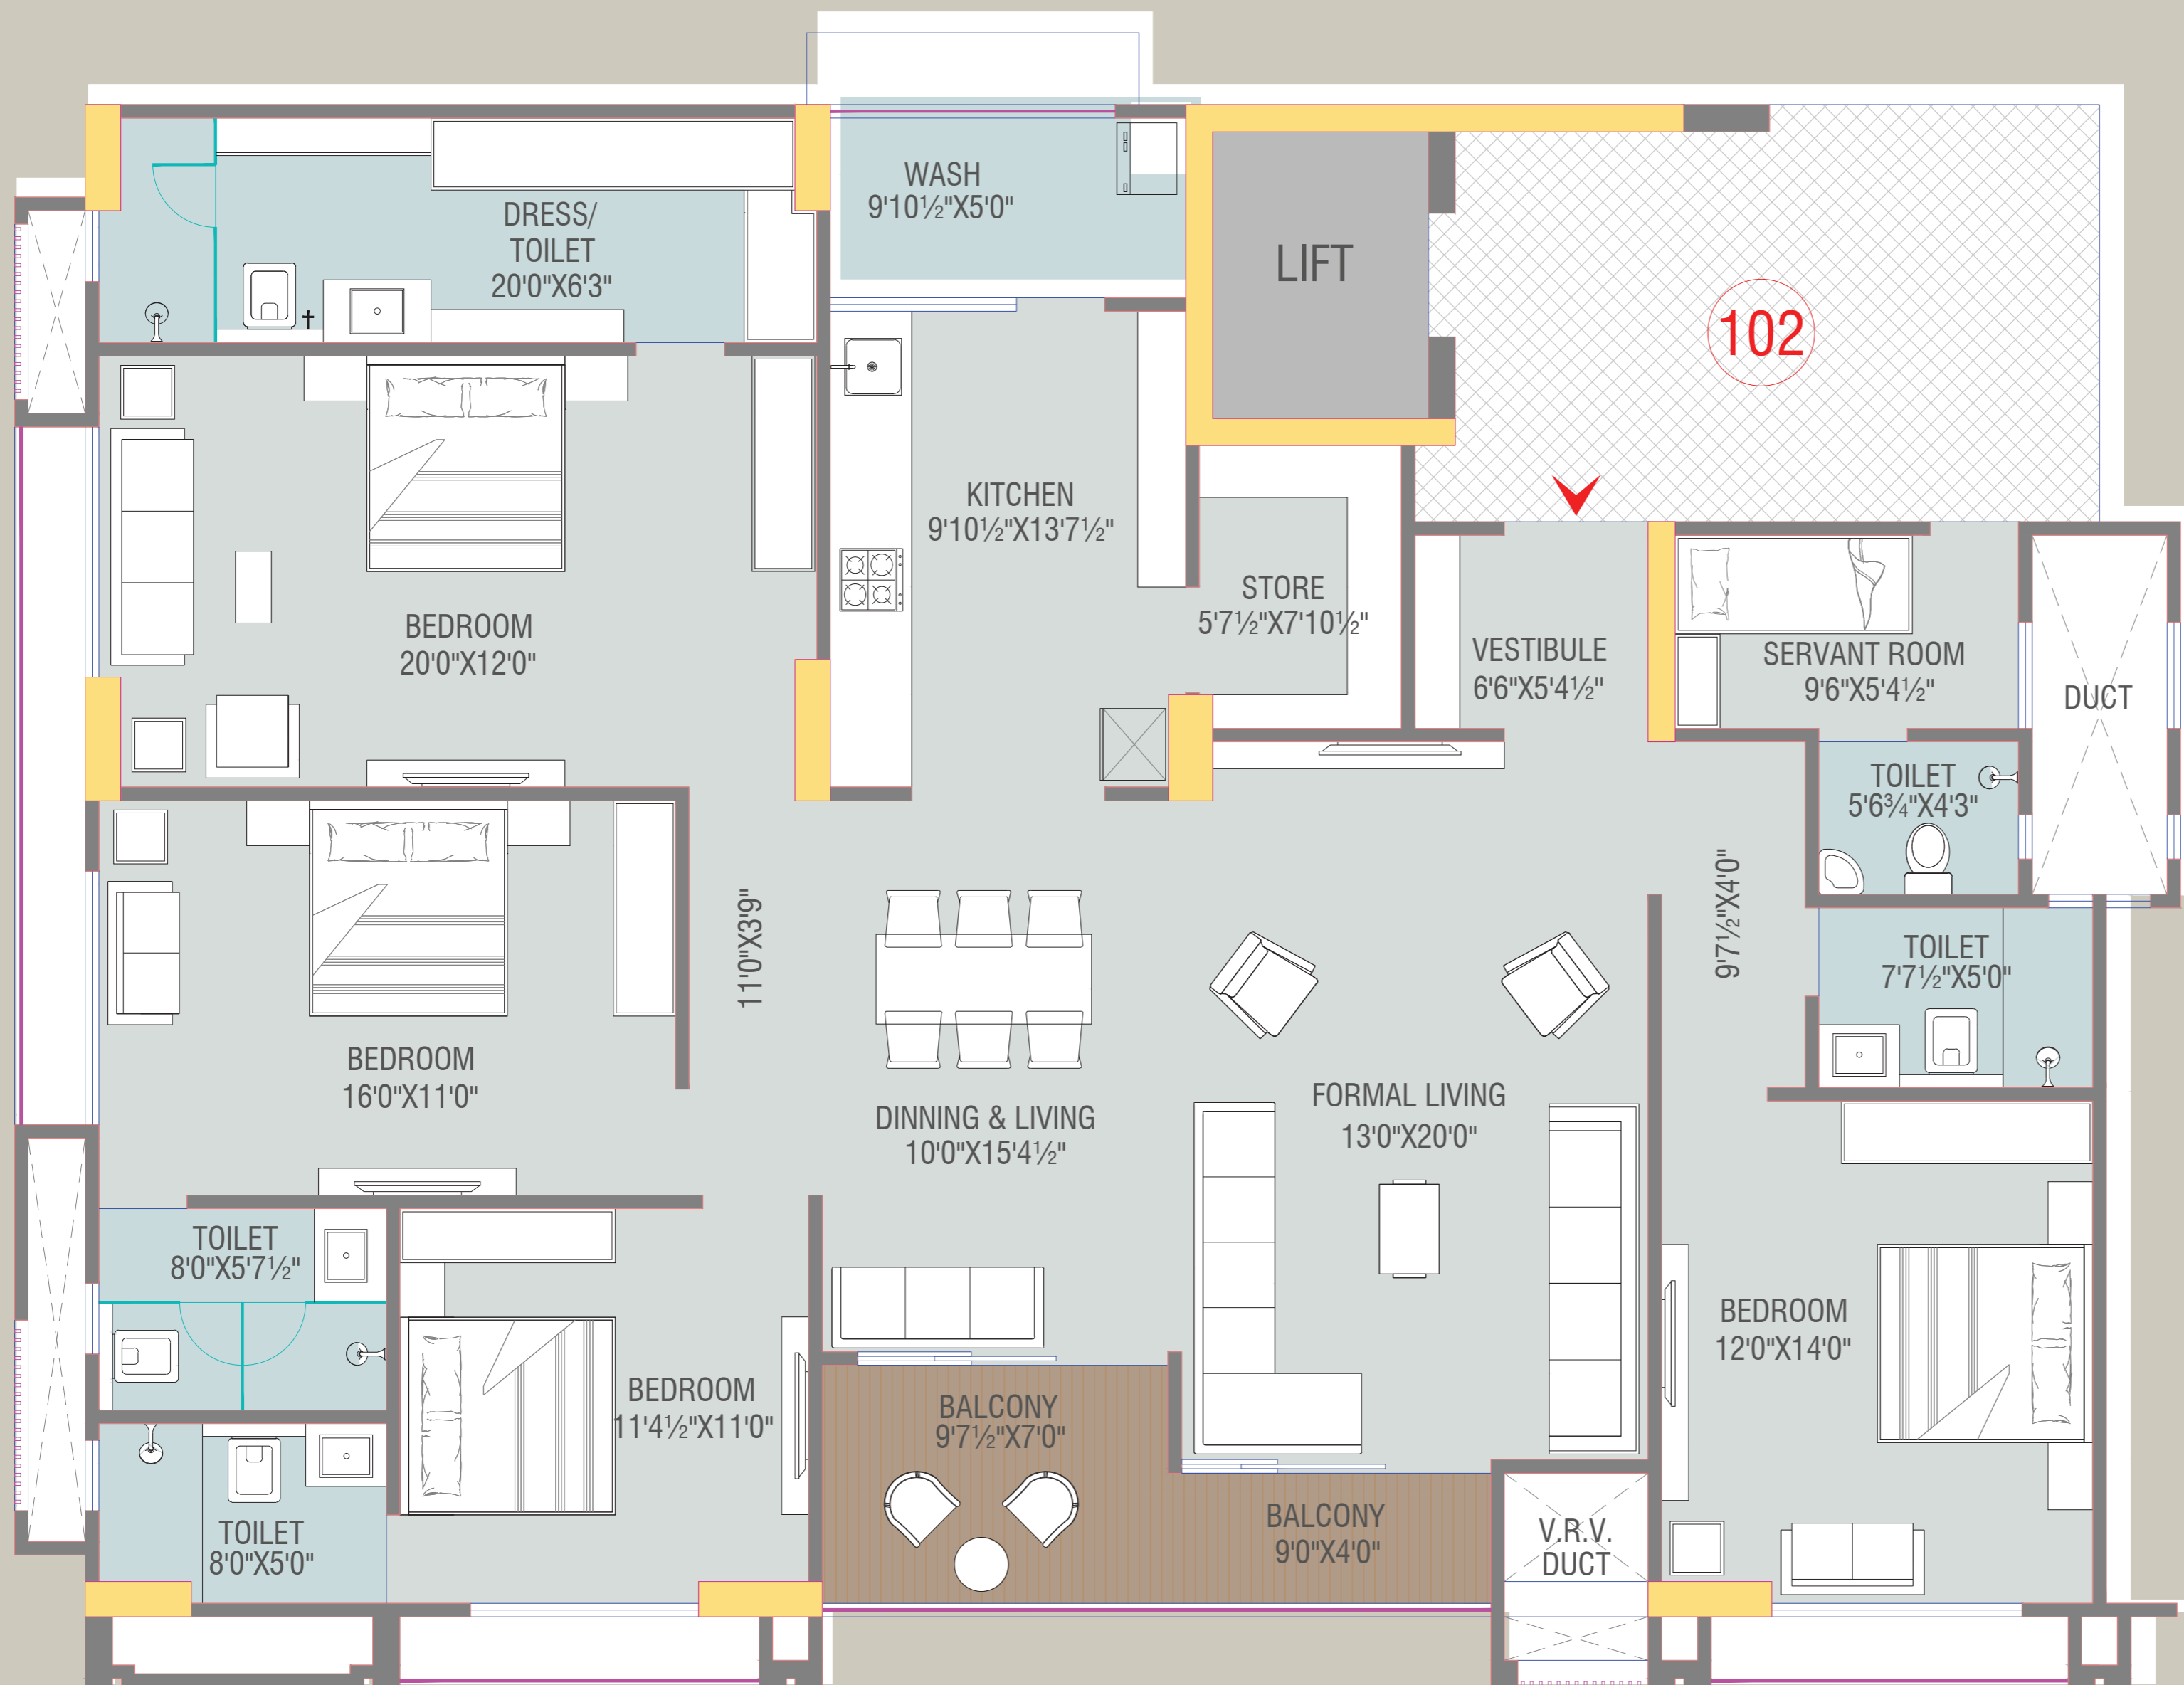 WASH
9'10½"X5'0"
DRESS/
TOILET
20'0"X6'3"
LIFT
102
KITCHEN
9'10½"X13'7½"
STORE
5'7½"X7'10½"
BEDROOM
20'0"X12'0"
VESTIBULE
6'6"X5'4½"
SERVANT ROOM
9'6"X5'4½"
DUCT
TOILET
5'6¾"X4'3"
11'0"X3'9"
9'7½"X4'0"
TOILET
7'7½"X5'0"
BEDROOM
16'0"X11'0"
DINNING & LIVING
10'0"X15'4½"
FORMAL LIVING
13'0"X20'0"
TOILET
8'0"X5'7½"
BEDROOM
12'0"X14'0"
BEDROOM
11'4½"X11'0"
BALCONY
9'7½"X7'0"
BALCONY
9'0"X4'0"
V.R.V.
DUCT
TOILET
8'0"X5'0"